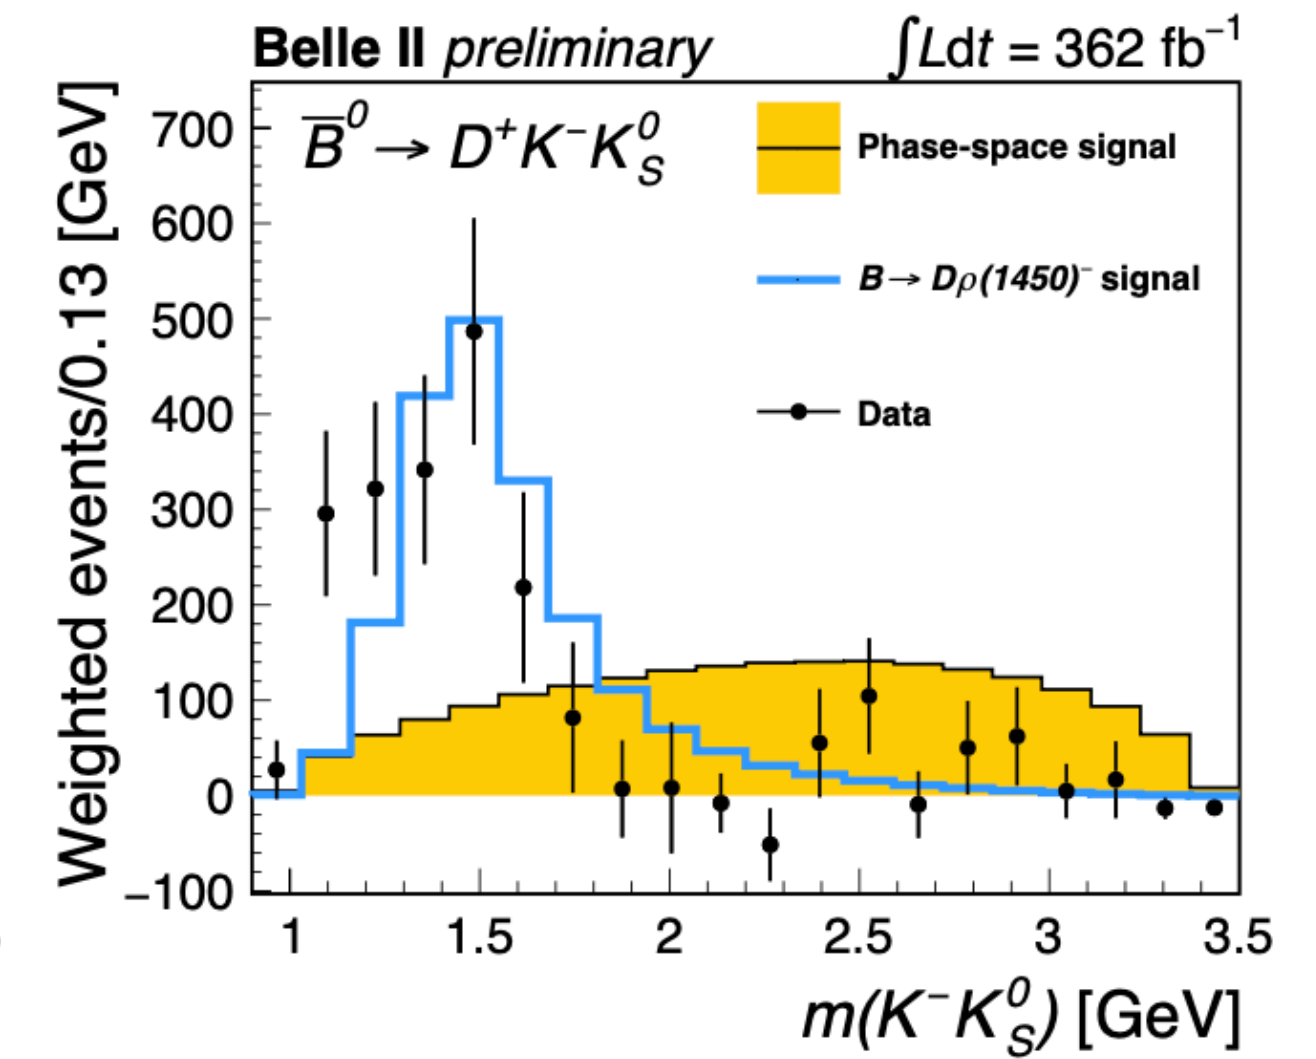 Belle II preliminary ∫Ldt = 362 fb⁻¹
B̅⁰ → D⁺K⁻K⁰_S
Phase-space signal
B → Dρ(1450)⁻ signal
Data
Weighted events/0.13 [GeV]
700
600
500
400
300
200
100
0
−100
1 1.5 2 2.5 3 3.5
m(K⁻K⁰_S) [GeV]